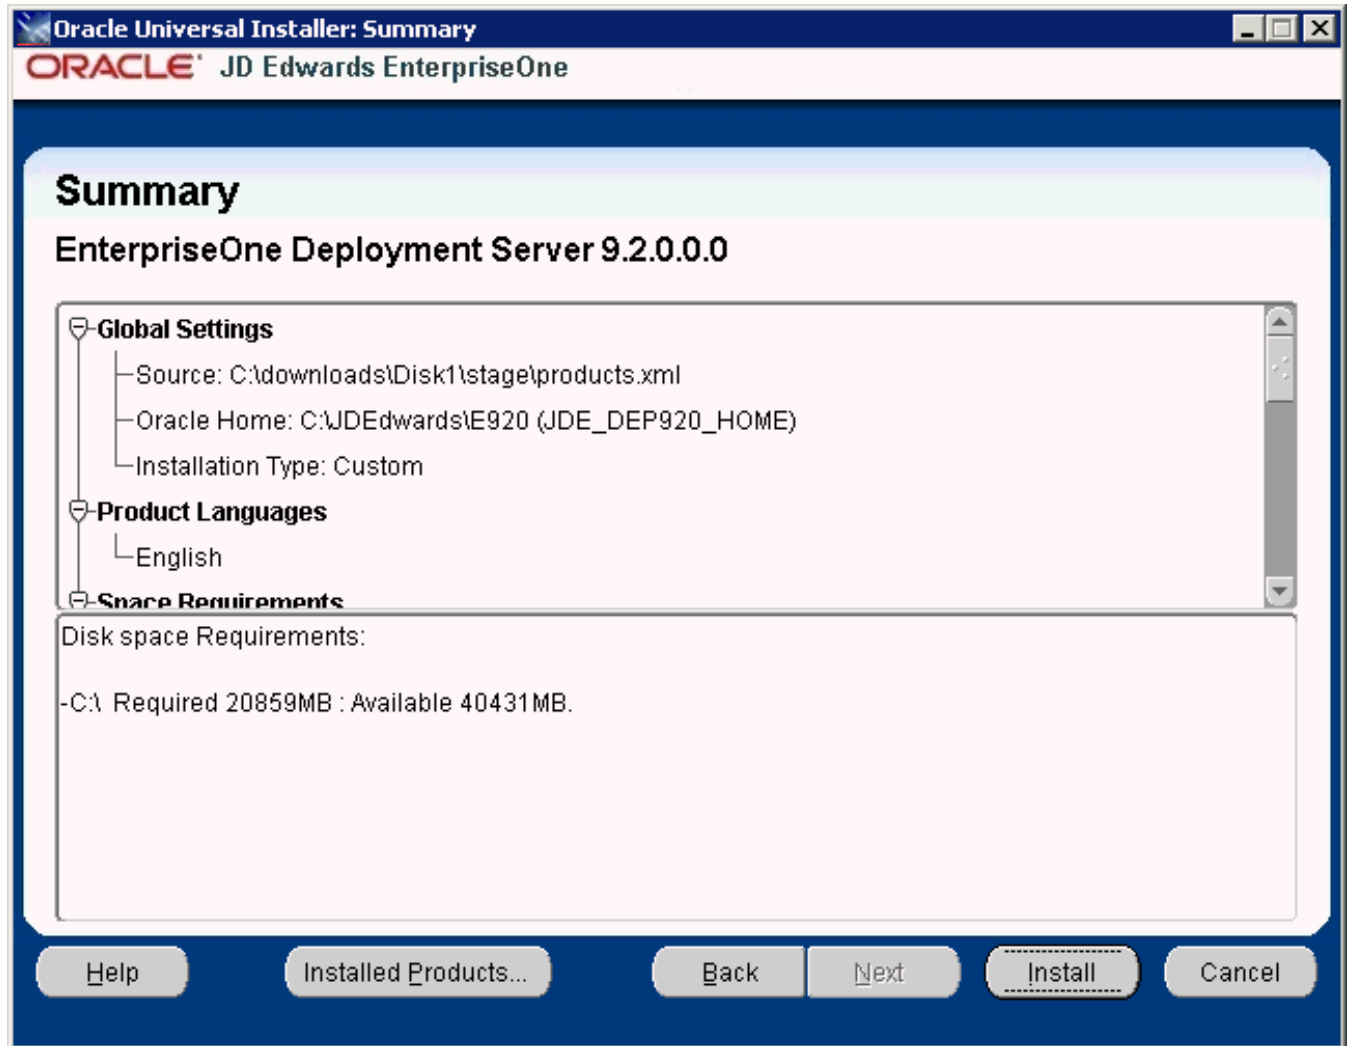 Oracle Universal Installer: Summary
ORACLE JD Edwards EnterpriseOne
Summary
EnterpriseOne Deployment Server 9.2.0.0.0
Global Settings
Source: C:\downloads\Disk1\stage\products.xml
Oracle Home: C:\JDEdwards\E920 (JDE_DEP920_HOME)
Installation Type: Custom
Product Languages
English
Space Requirements
Disk space Requirements:
-C:\ Required 20859MB : Available 40431MB.
Help Installed Products... Back Next Install Cancel